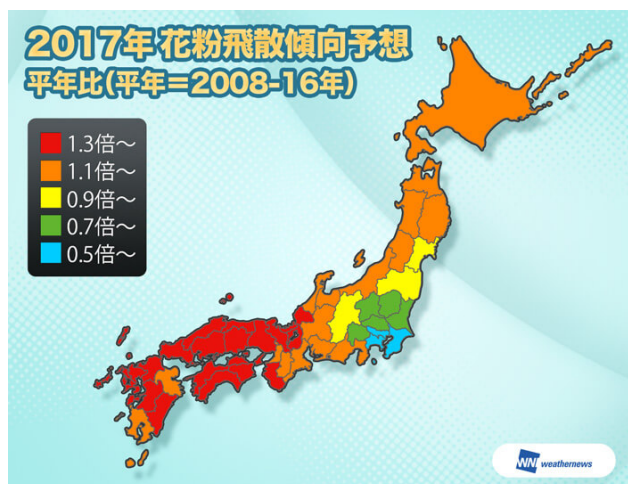 2017年 花粉飛散傾向予想
平年比(平年=2008-16年)
1.3倍~
1.1倍~
0.9倍~
0.7倍~
0.5倍~
WNI weathernews